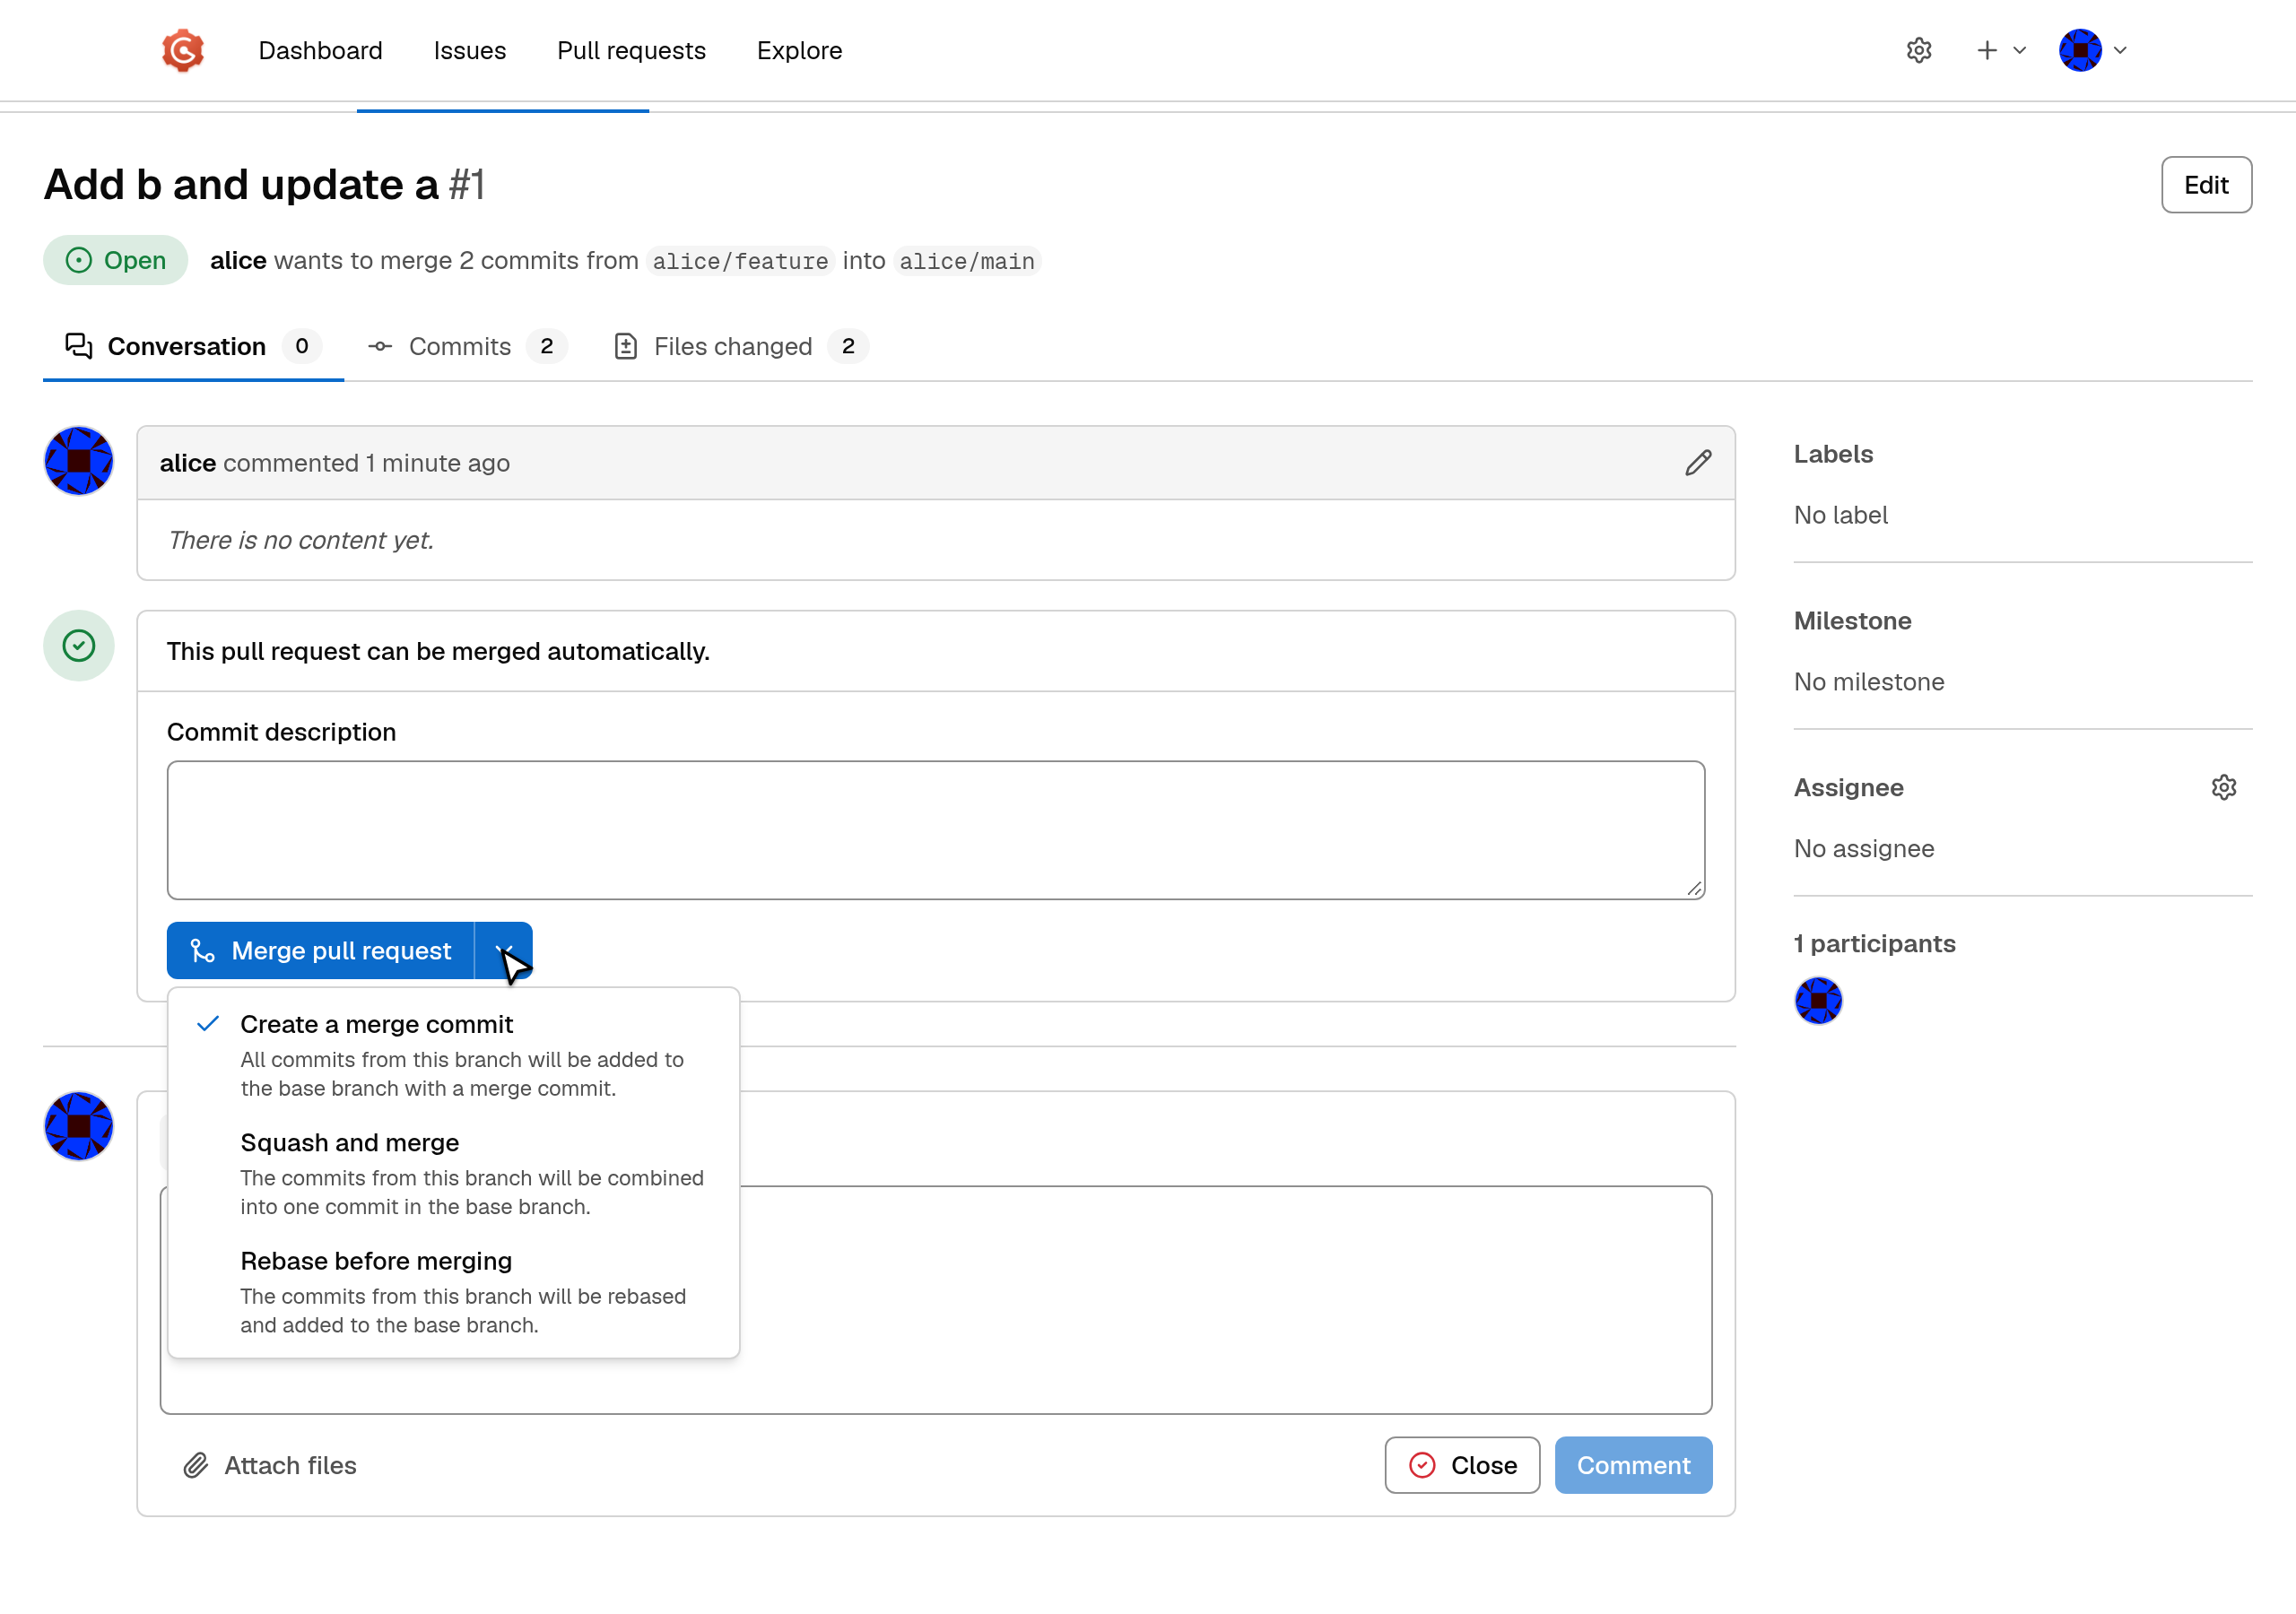 Dashboard
Issues
Pull requests
Explore
Add b and update a #1
Edit
Open
alice wants to merge 2 commits from alice/feature into alice/main
Conversation 0
Commits 2
Files changed 2
alice commented 1 minute ago
There is no content yet.
This pull request can be merged automatically.
Commit description
Merge pull request
Create a merge commit
All commits from this branch will be added to
the base branch with a merge commit.
Squash and merge
The commits from this branch will be combined
into one commit in the base branch.
Rebase before merging
The commits from this branch will be rebased
and added to the base branch.
Attach files
Close
Comment
Labels
No label
Milestone
No milestone
Assignee
No assignee
1 participants